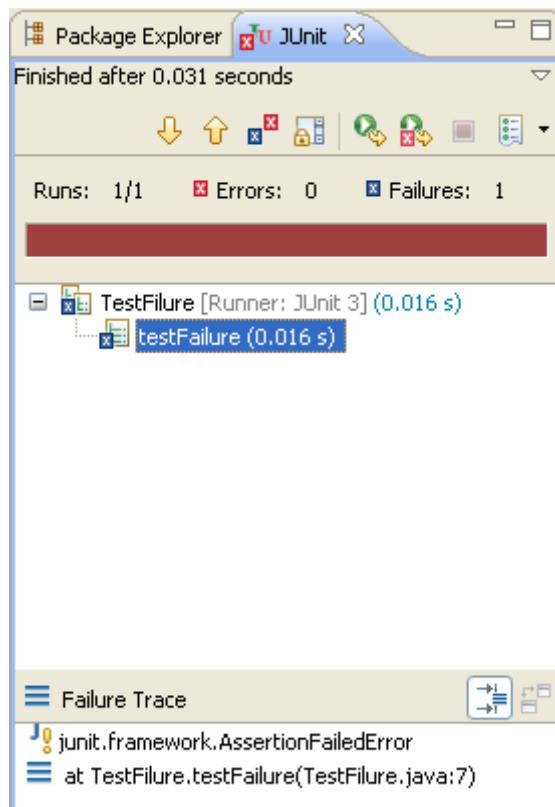 Package Explorer JUnit
Finished after 0.031 seconds
Runs: 1/1 Errors: 0 Failures: 1
TestFilure [Runner: JUnit 3] (0.016 s)
testFailure (0.016 s)
Failure Trace
junit.framework.AssertionFailedError
at TestFilure.testFailure(TestFilure.java:7)